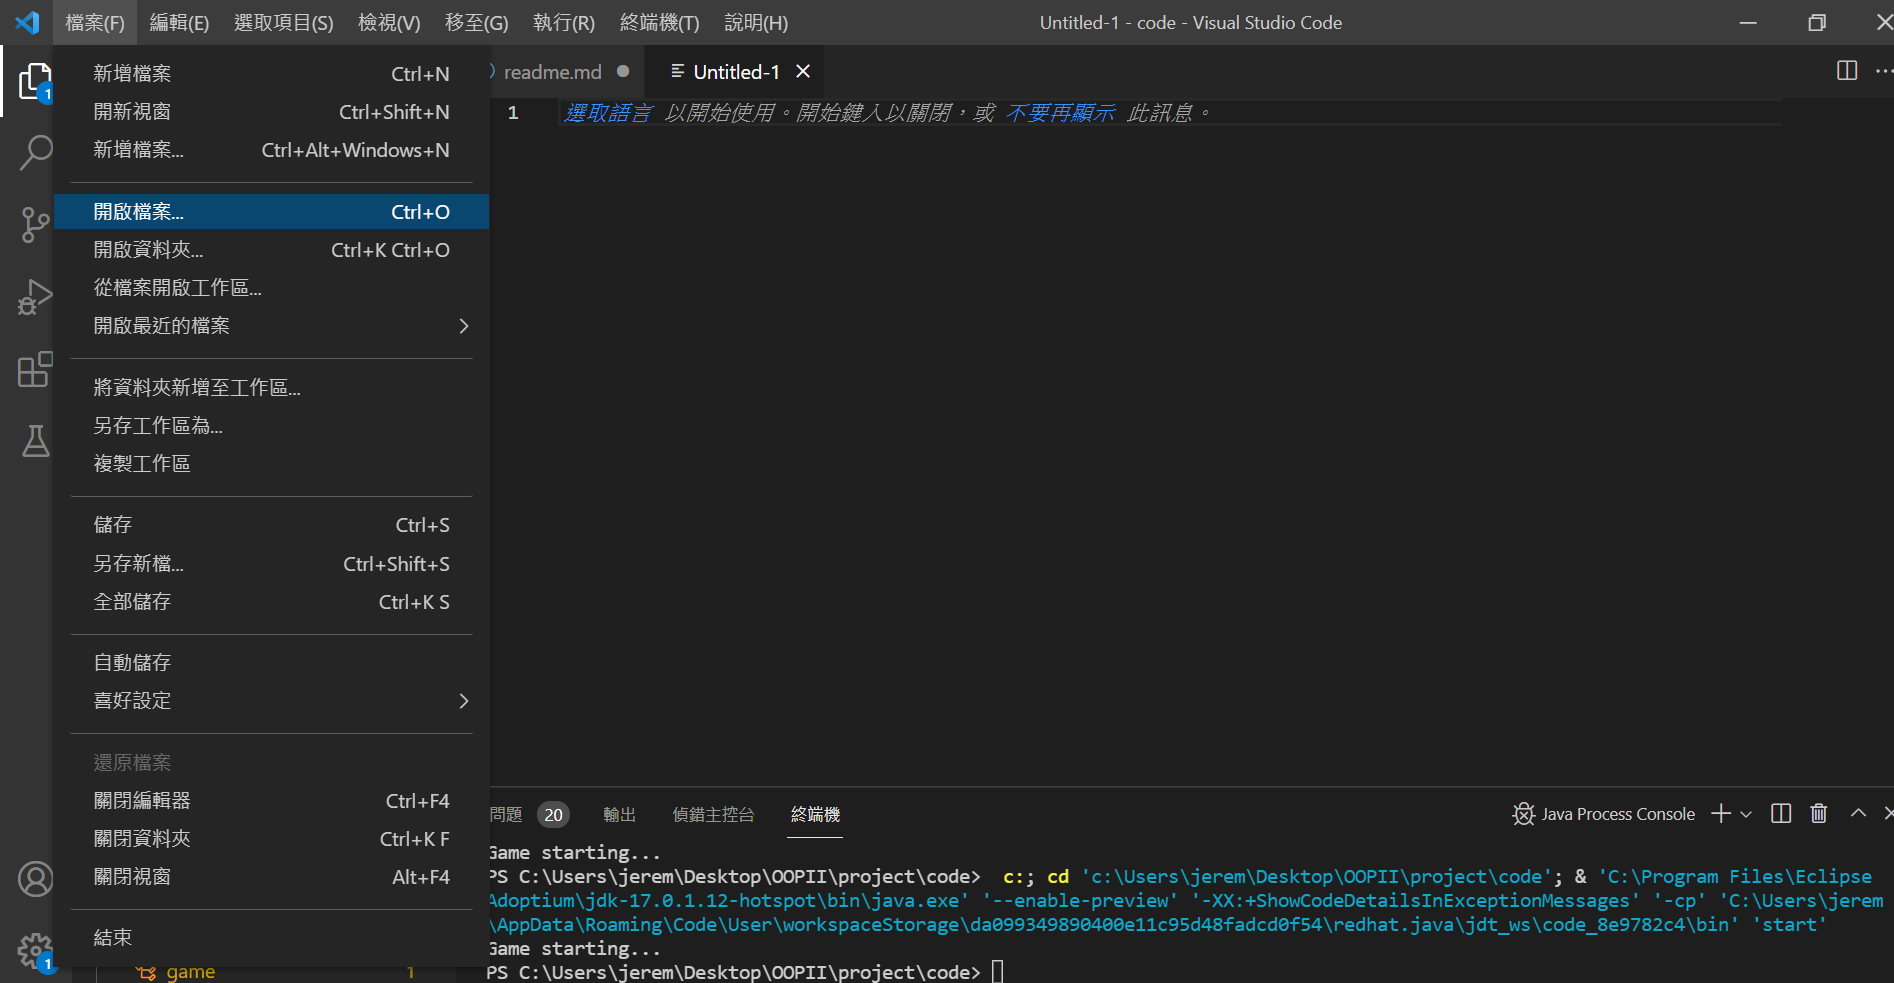 檔案(F) 編輯(E) 選取項目(S) 檢視(V) 移至(G) 執行(R) 終端機(T) 說明(H) Untitled-1 - code - Visual Studio Code
新增檔案 Ctrl+N
開新視窗 Ctrl+Shift+N
新增檔案... Ctrl+Alt+Windows+N
開啟檔案... Ctrl+O
開啟資料夾... Ctrl+K Ctrl+O
從檔案開啟工作區...
開啟最近的檔案
將資料夾新增至工作區...
另存工作區為...
複製工作區
儲存 Ctrl+S
另存新檔... Ctrl+Shift+S
全部儲存 Ctrl+K S
自動儲存
喜好設定
還原檔案
關閉編輯器 Ctrl+F4
關閉資料夾 Ctrl+K F
關閉視窗 Alt+F4
結束
1
1
game 1
readme.md Untitled-1
1 選取語言 以開始使用。開始鍵入以關閉，或 不要再顯示 此訊息。
問題 20 輸出 偵錯主控台 終端機 Java Process Console
Game starting...
PS C:\Users\jerem\Desktop\OOPII\project\code> c:; cd 'c:\Users\jerem\Desktop\OOPII\project\code'; & 'C:\Program Files\Eclipse
Adoptium\jdk-17.0.1.12-hotspot\bin\java.exe' '--enable-preview' '-XX:+ShowCodeDetailsInExceptionMessages' '-cp' 'C:\Users\jerem
\AppData\Roaming\Code\User\workspaceStorage\da099349890400e11c95d48fadcd0f54\redhat.java\jdt_ws\code_8e9782c4\bin' 'start'
Game starting...
PS C:\Users\jerem\Desktop\OOPII\project\code>